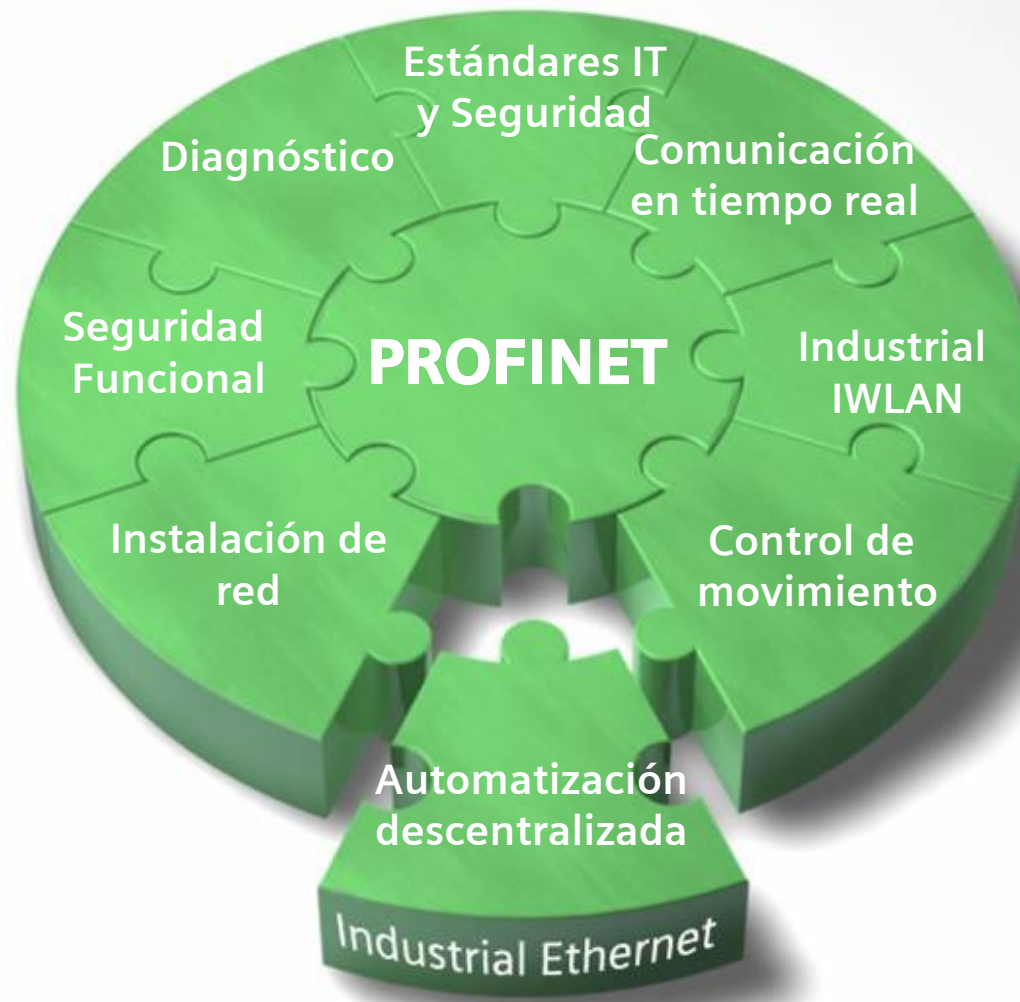 Estándares IT
y Seguridad
Diagnóstico
Comunicación
en tiempo real
Seguridad
Funcional
PROFINET
Industrial
IWLAN
Instalación de
red
Control de
movimiento
Automatización
descentralizada
Industrial Ethernet